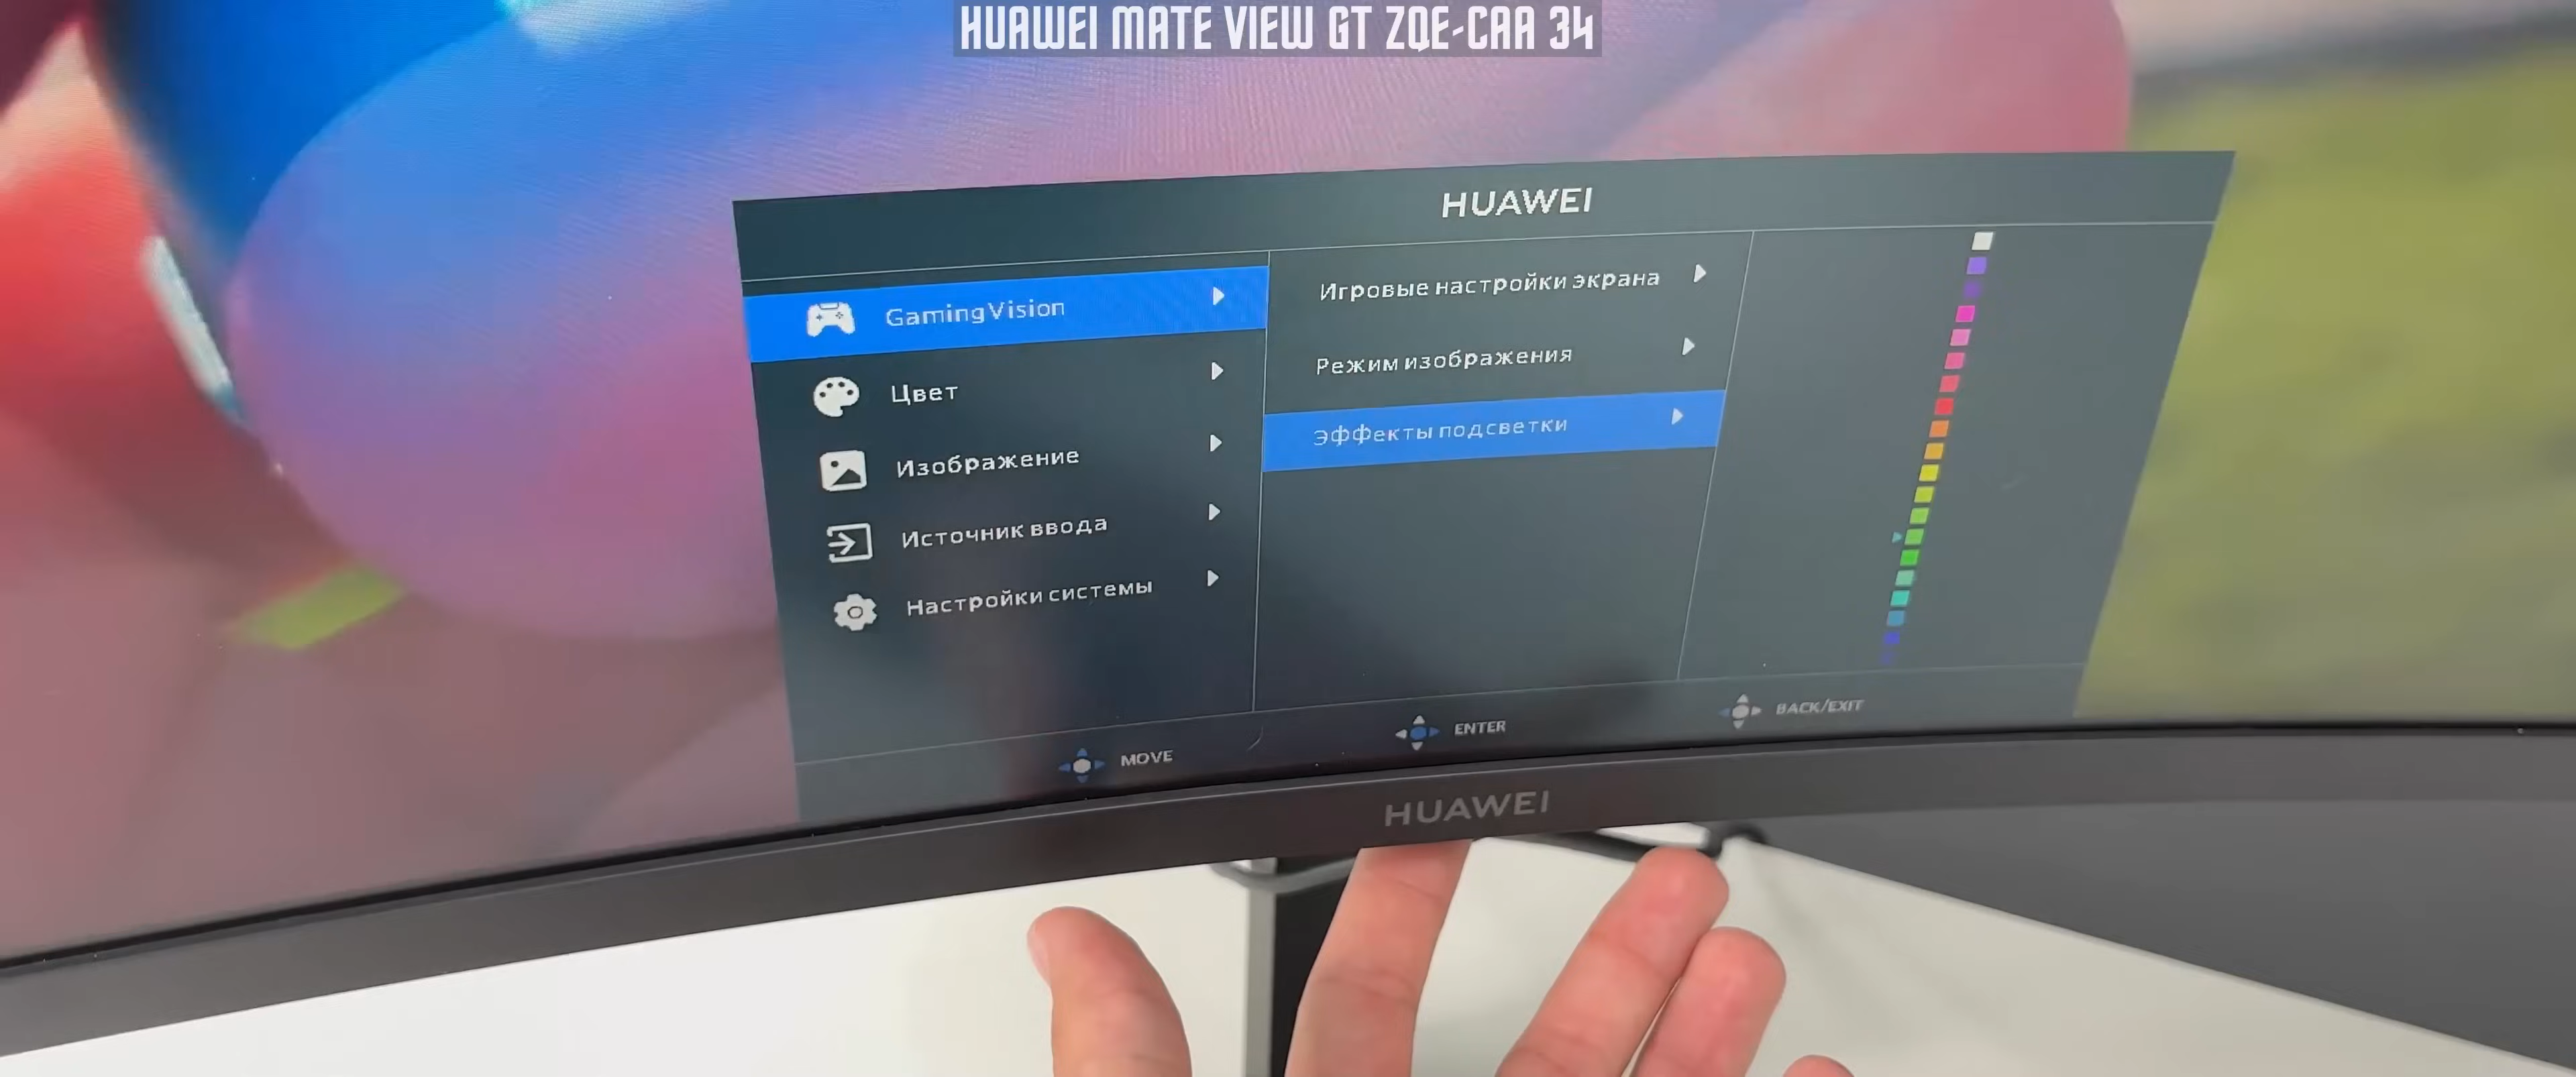 HUAWEI MATE VIEW GT ZQE-CAA 34
HUAWEI
GamingVision
Цвет
Изображение
Источник ввода
Настройки системы
Игровые настройки экрана
Режим изображения
Эффекты подсветки
MOVE
ENTER
BACK/EXIT
HUAWEI